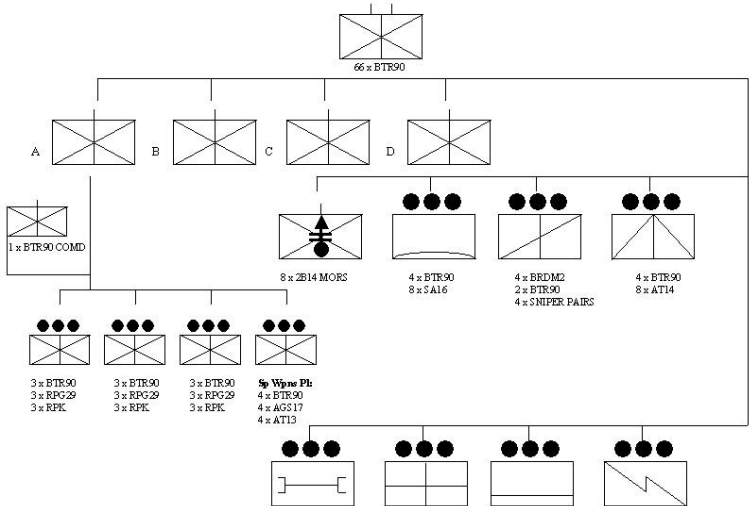 66 x BTR90
A
B
C
D
1 x BTR90 COMD
8 x 2B14 MORS
4 x BTR90
8 x SA16
4 x BRDM2
2 x BTR90
4 x SNIPER PAIRS
4 x BTR90
8 x AT14
3 x BTR90
3 x RPG29
3 x RPK
3 x BTR90
3 x RPG29
3 x RPK
3 x BTR90
3 x RPG29
3 x RPK
Sp Wpns Pl:
4 x BTR90
4 x AGS17
4 x AT13